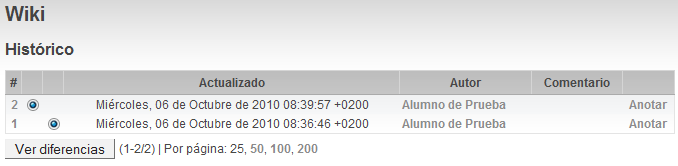 Wiki
Histórico
# Actualizado Autor Comentario
2 Miércoles, 06 de Octubre de 2010 08:39:57 +0200 Alumno de Prueba Anotar
1 Miércoles, 06 de Octubre de 2010 08:36:46 +0200 Alumno de Prueba Anotar
Ver diferencias (1-2/2) | Por página: 25, 50, 100, 200